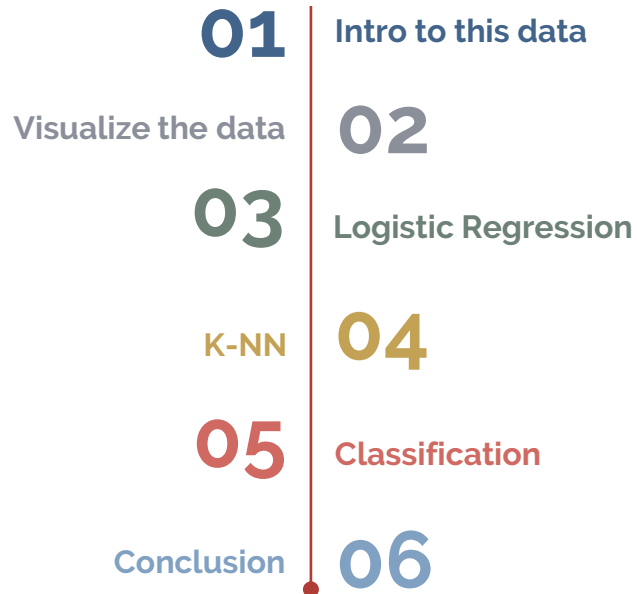 01 Intro to this data
Visualize the data 02
03 Logistic Regression
K-NN 04
05 Classification
Conclusion 06